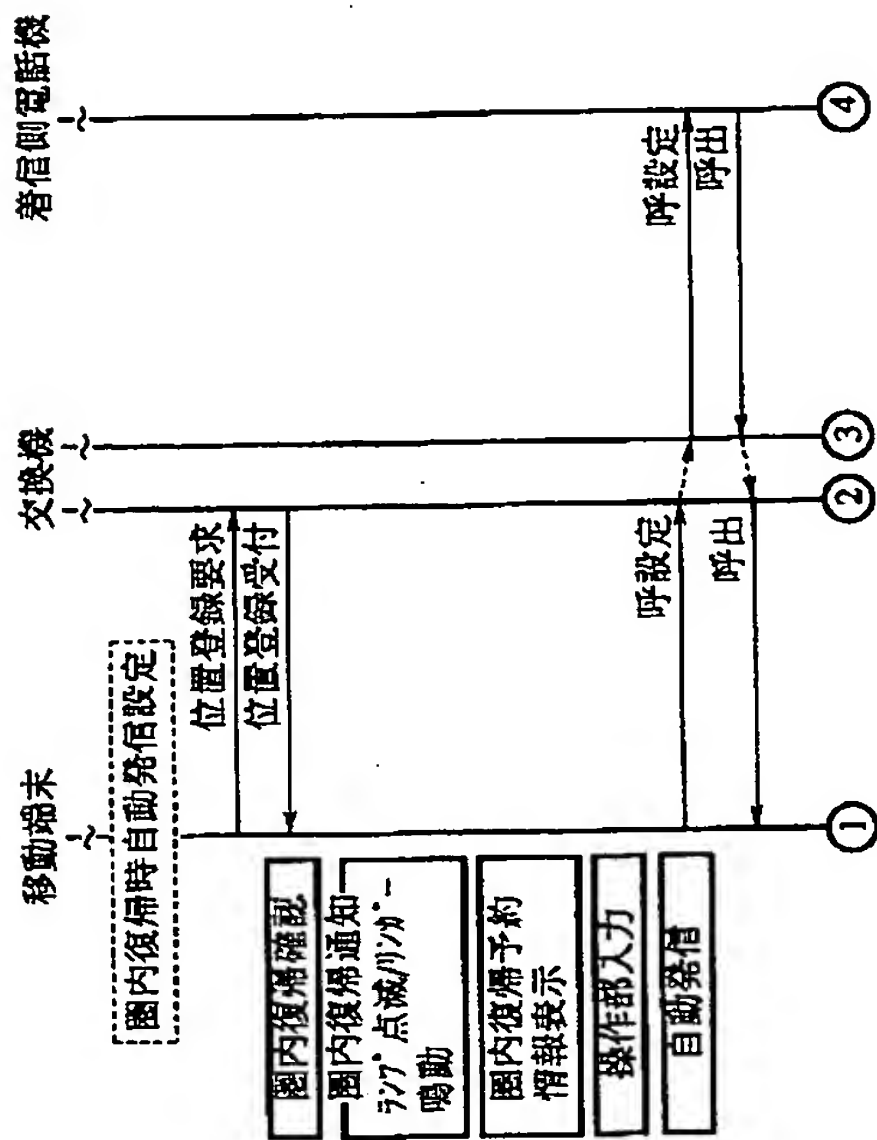 移動端末
交換機
着信側電話機
圏内復帰時自動発信設定
位置登録要求
位置登録受付
圏内復帰確認
圏内復帰通知
ﾗﾝﾌﾟ点滅/ﾘﾝｶﾞｰ
鳴動
圏内復帰予約
情報表示
操作部入力
自動発信
呼設定
呼出
呼設定
呼出
①
②
③
④